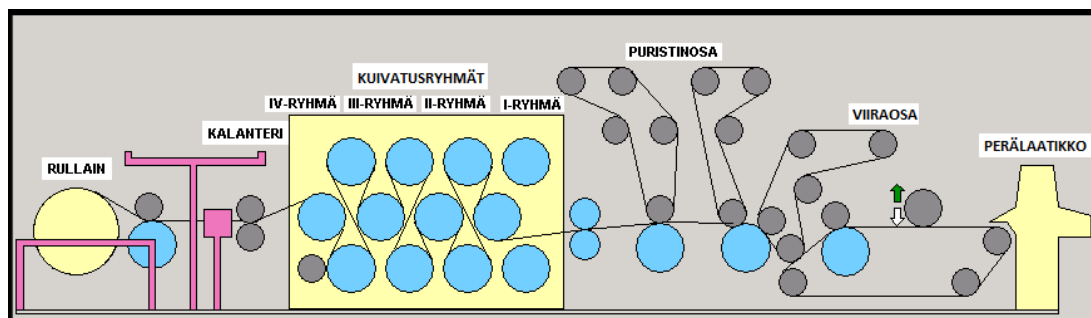 PURISTINOSA
KUIVATUSRYHMÄT
IV-RYHMÄ III-RYHMÄ II-RYHMÄ I-RYHMÄ
VIIRAOSA
KALANTERI
PERÄLAATIKKO
RULLAIN